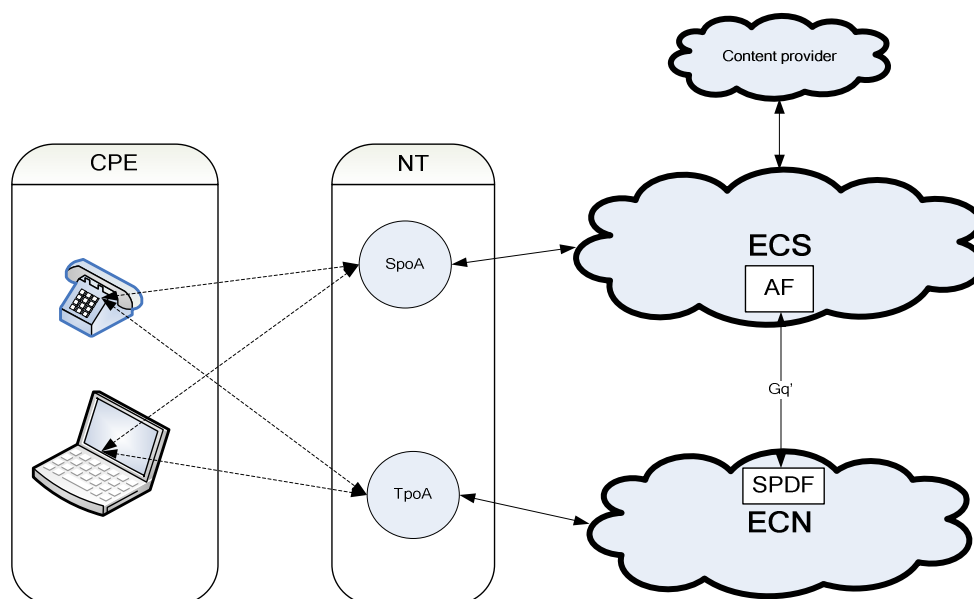 Content provider
CPE
NT
SpoA
ECS
AF
Gq'
TpoA
SPDF
ECN